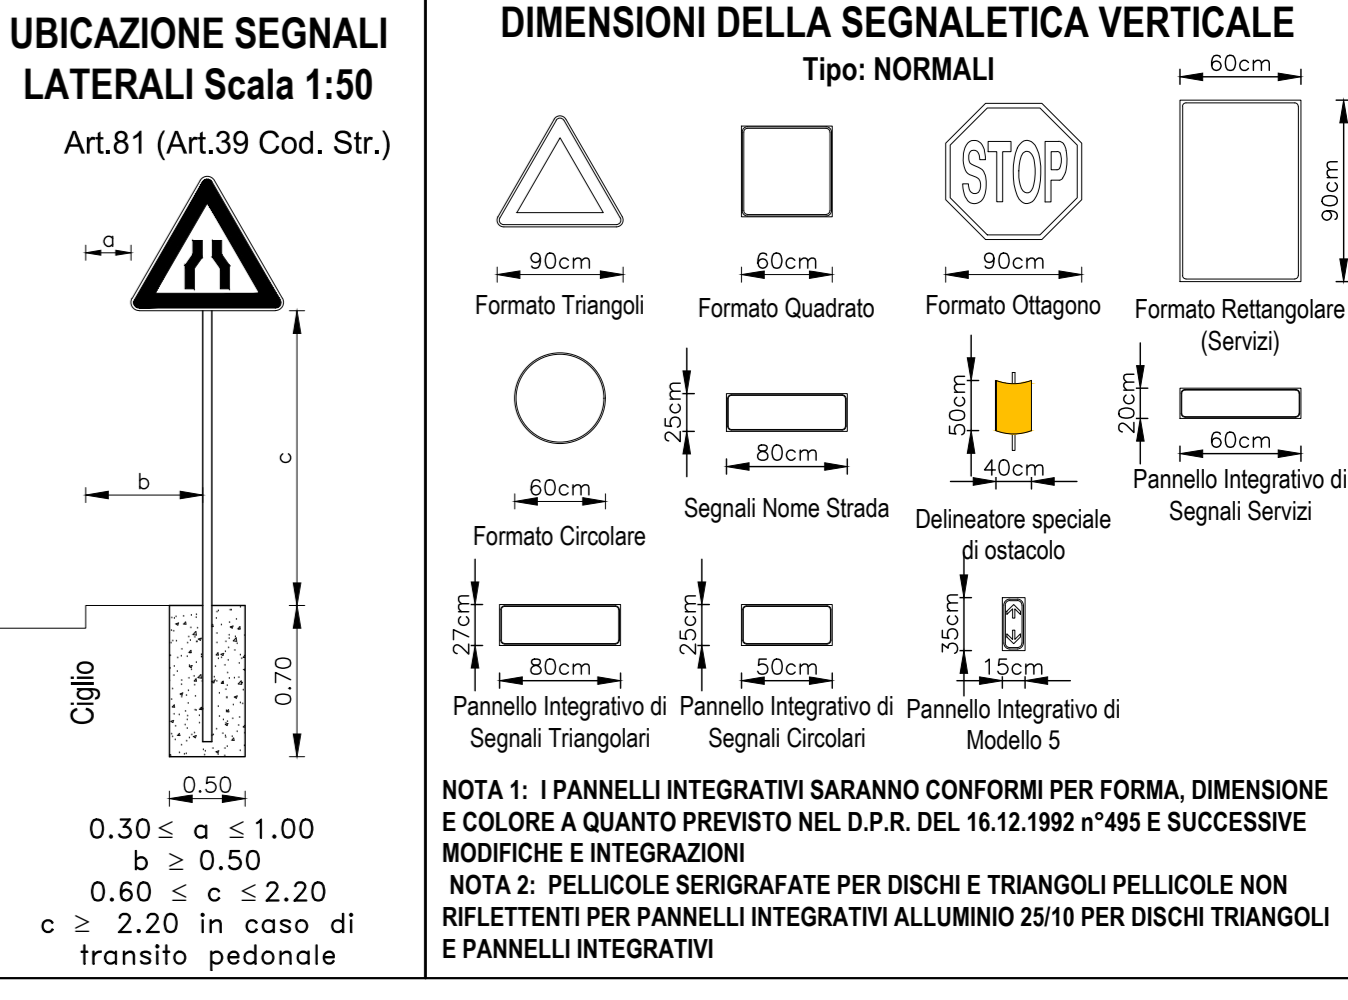 UBICAZIONE SEGNALI
LATERALI Scala 1:50
Art.81 (Art.39 Cod. Str.)
a
b
c
0.70
Ciglio
0.50
0.30≤ a ≤1.00
b ≥ 0.50
0.60 ≤ c ≤2.20
c ≥ 2.20 in caso di
transito pedonale
DIMENSIONI DELLA SEGNALETICA VERTICALE
Tipo: NORMALI
90cm
Formato Triangoli
60cm
Formato Quadrato
STOP
90cm
Formato Ottagono
60cm
90cm
Formato Rettangolare
(Servizi)
60cm
Formato Circolare
25cm
80cm
Segnali Nome Strada
50cm
40cm
Delineatore speciale
di ostacolo
20cm
60cm
Pannello Integrativo di
Segnali Servizi
27cm
80cm
Pannello Integrativo di
Segnali Triangolari
25cm
50cm
Pannello Integrativo di
Segnali Circolari
35cm
15cm
Pannello Integrativo di
Modello 5
NOTA 1: I PANNELLI INTEGRATIVI SARANNO CONFORMI PER FORMA, DIMENSIONE
E COLORE A QUANTO PREVISTO NEL D.P.R. DEL 16.12.1992 n°495 E SUCCESSIVE
MODIFICHE E INTEGRAZIONI
NOTA 2: PELLICOLE SERIGRAFATE PER DISCHI E TRIANGOLI PELLICOLE NON
RIFLETTENTI PER PANNELLI INTEGRATIVI ALLUMINIO 25/10 PER DISCHI TRIANGOLI
E PANNELLI INTEGRATIVI